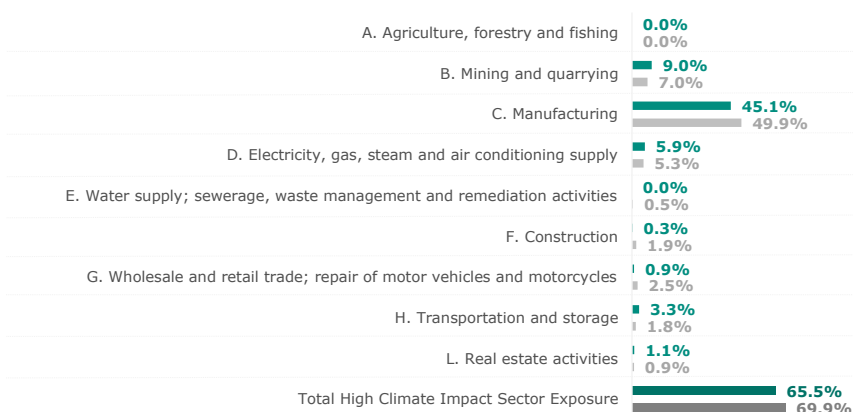 A. Agriculture, forestry and fishing 0.0%
0.0%
B. Mining and quarrying 9.0%
7.0%
C. Manufacturing 45.1%
49.9%
D. Electricity, gas, steam and air conditioning supply 5.9%
5.3%
E. Water supply; sewerage, waste management and remediation activities 0.0%
0.5%
F. Construction 0.3%
1.9%
G. Wholesale and retail trade; repair of motor vehicles and motorcycles 0.9%
2.5%
H. Transportation and storage 3.3%
1.8%
L. Real estate activities 1.1%
0.9%
Total High Climate Impact Sector Exposure 65.5%
69.9%